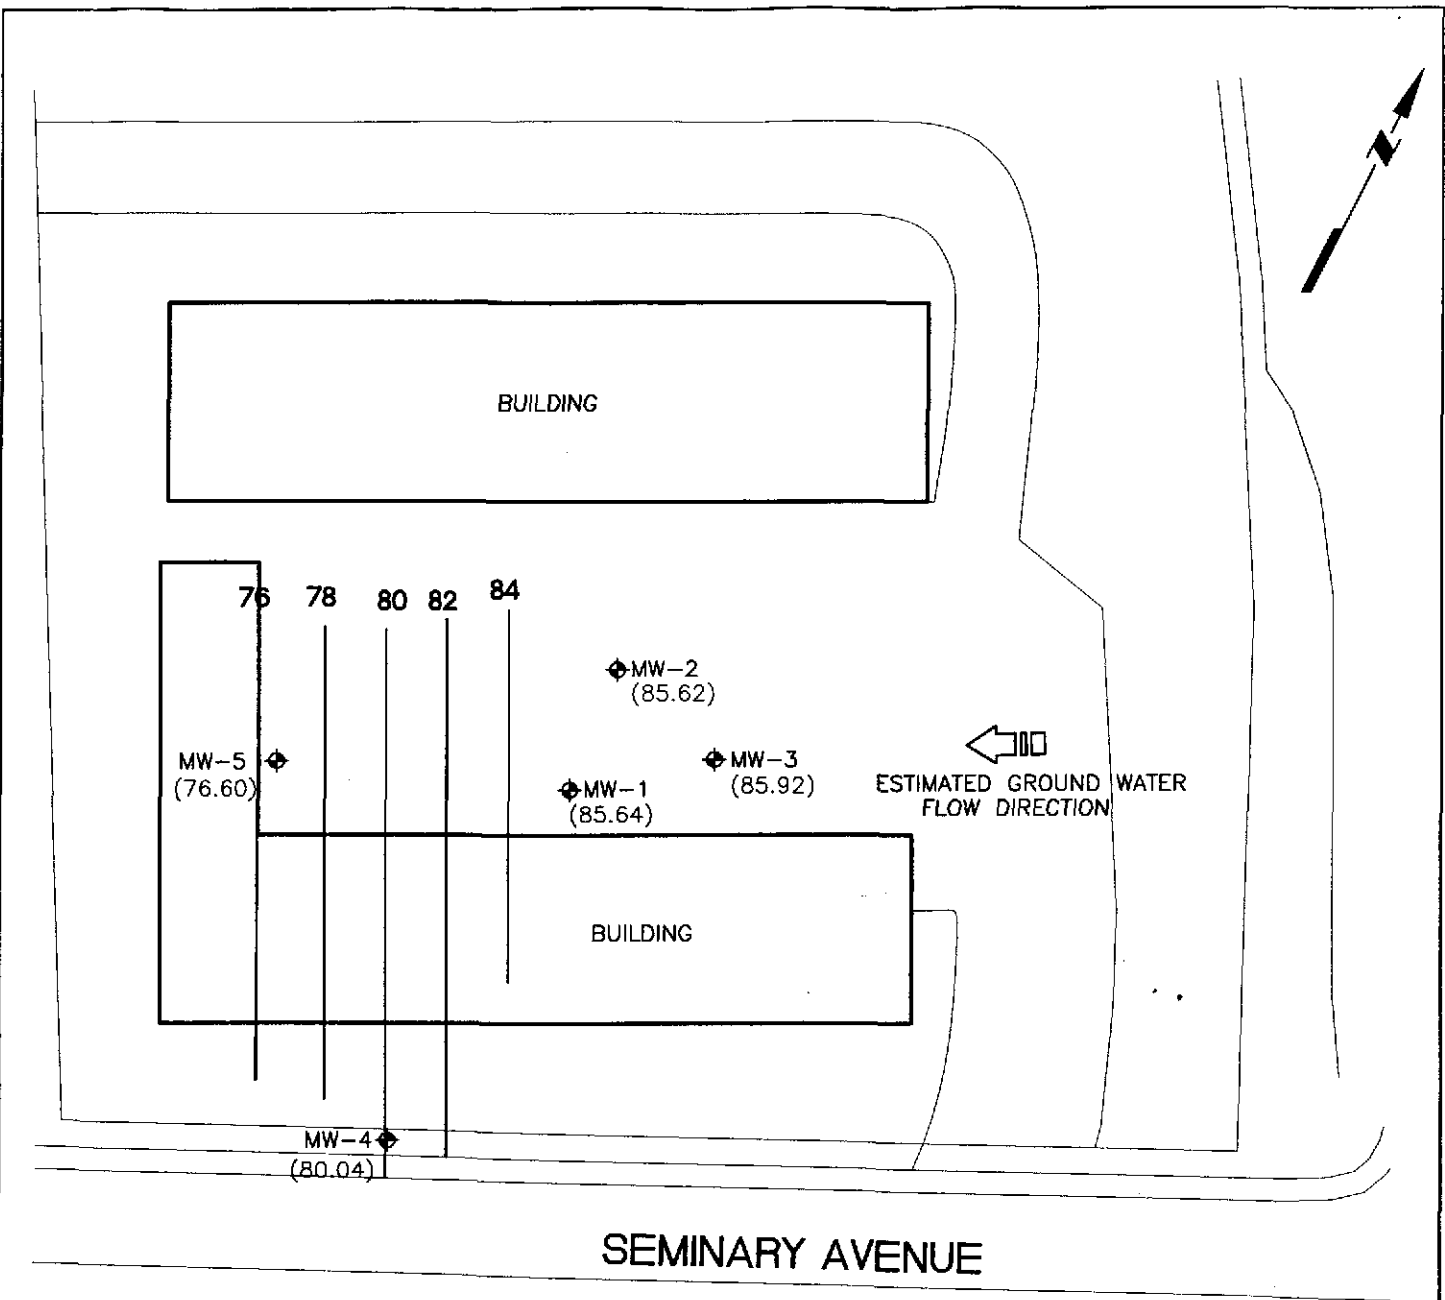 N
BUILDING
76 78 80 82 84
MW-2
(85.62)
MW-5
(76.60)
MW-3
(85.92)
MW-1
(85.64)
ESTIMATED GROUND WATER
FLOW DIRECTION
BUILDING
MW-4
(80.04)
SEMINARY AVENUE